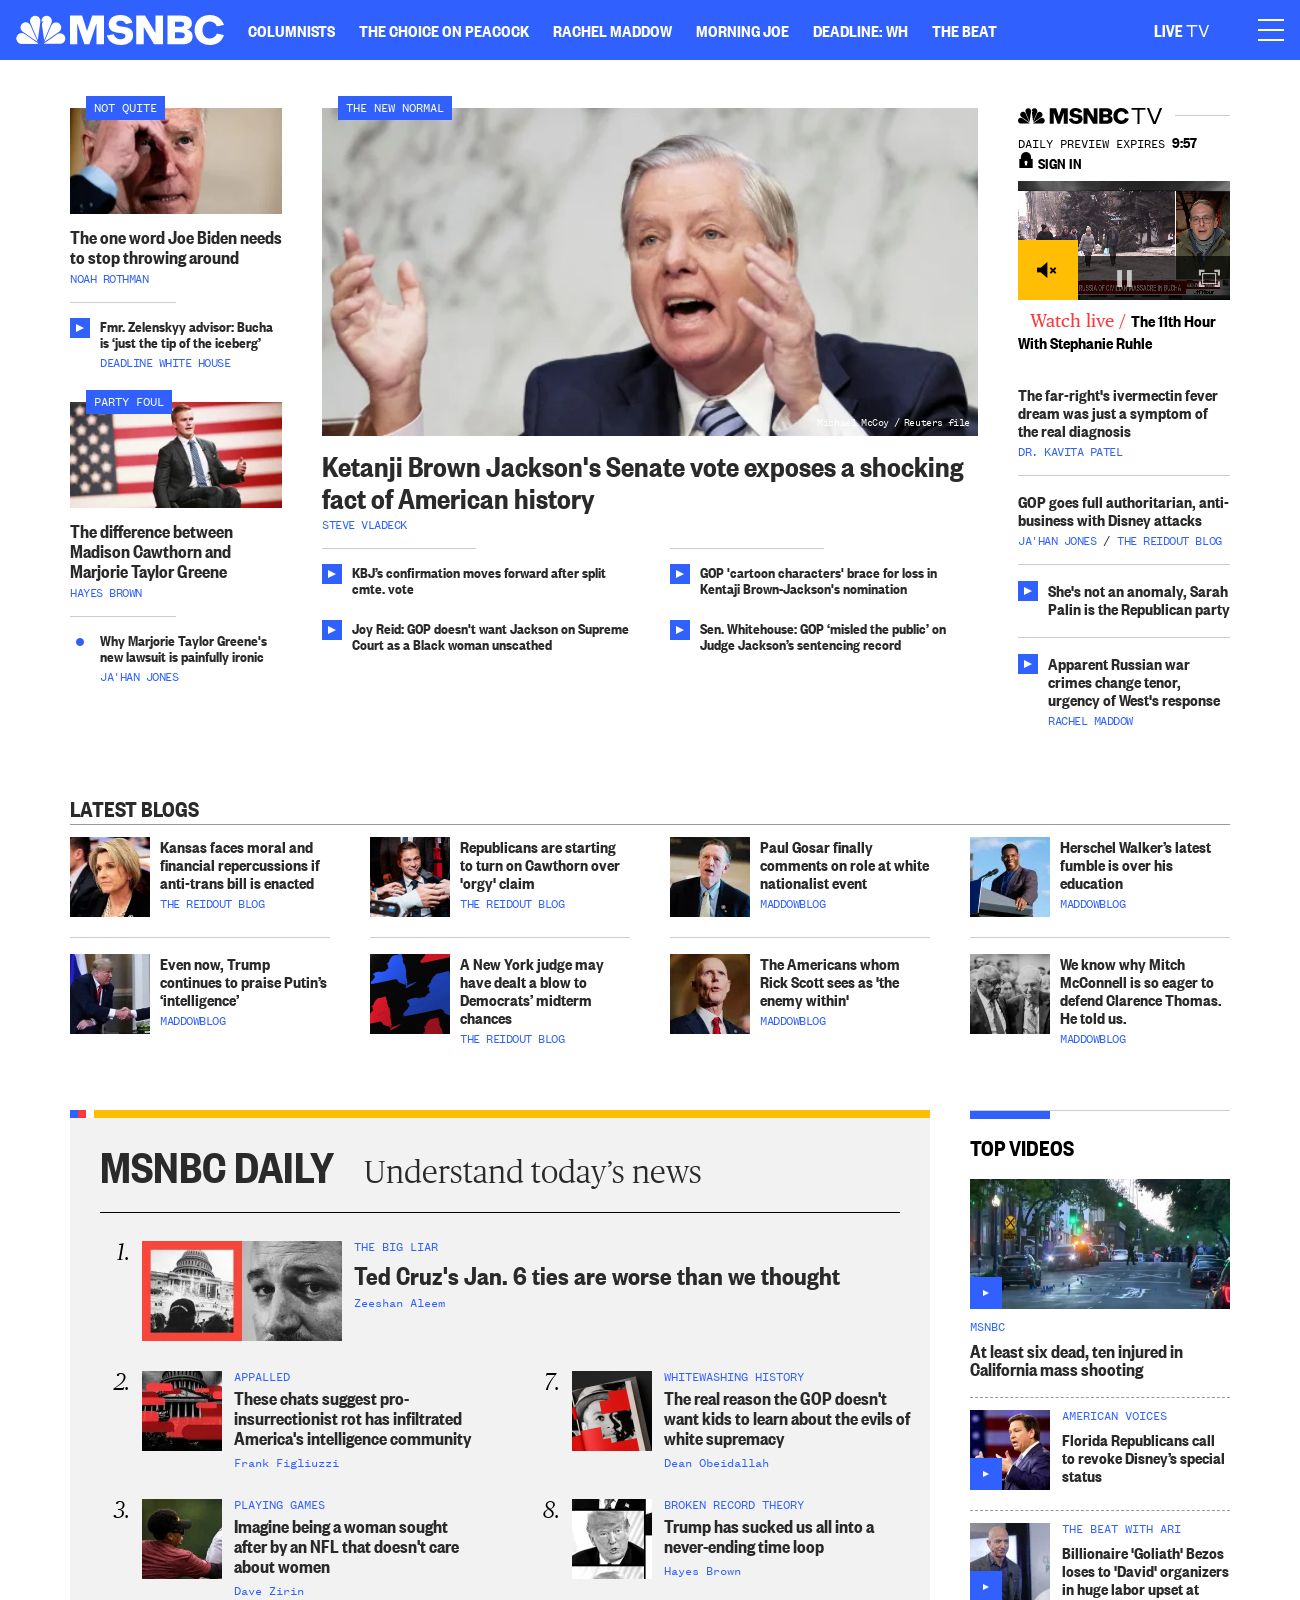 MSNBC
COLUMNISTS THE CHOICE ON PEACOCK RACHEL MADDOW MORNING JOE DEADLINE: WH THE BEAT
LIVE TV
NOT QUITE
The one word Joe Biden needs
to stop throwing around
NOAH ROTHMAN
Fmr. Zelenskyy advisor: Bucha
is ‘just the tip of the iceberg’
DEADLINE WHITE HOUSE
PARTY FOUL
The difference between
Madison Cawthorn and
Marjorie Taylor Greene
HAYES BROWN
Why Marjorie Taylor Greene's
new lawsuit is painfully ironic
JA'HAN JONES
THE NEW NORMAL
Michael McCoy / Reuters file
Ketanji Brown Jackson's Senate vote exposes a shocking
fact of American history
STEVE VLADECK
KBJ’s confirmation moves forward after split
cmte. vote
GOP 'cartoon characters' brace for loss in
Kentaji Brown-Jackson's nomination
Joy Reid: GOP doesn't want Jackson on Supreme
Court as a Black woman unscathed
Sen. Whitehouse: GOP ‘misled the public’ on
Judge Jackson’s sentencing record
MSNBC TV
DAILY PREVIEW EXPIRES 9:57
SIGN IN
RUSSIA OF CIVILIAN MASSACRE IN BUCHA
Watch live / The 11th Hour
With Stephanie Ruhle
The far-right's ivermectin fever
dream was just a symptom of
the real diagnosis
DR. KAVITA PATEL
GOP goes full authoritarian, anti-
business with Disney attacks
JA'HAN JONES / THE REIDOUT BLOG
She's not an anomaly, Sarah
Palin is the Republican party
Apparent Russian war
crimes change tenor,
urgency of West's response
RACHEL MADDOW
LATEST BLOGS
Kansas faces moral and
financial repercussions if
anti-trans bill is enacted
THE REIDOUT BLOG
Republicans are starting
to turn on Cawthorn over
'orgy' claim
THE REIDOUT BLOG
Paul Gosar finally
comments on role at white
nationalist event
MADDOWBLOG
Herschel Walker’s latest
fumble is over his
education
MADDOWBLOG
Even now, Trump
continues to praise Putin’s
‘intelligence’
MADDOWBLOG
A New York judge may
have dealt a blow to
Democrats’ midterm
chances
THE REIDOUT BLOG
The Americans whom
Rick Scott sees as 'the
enemy within'
MADDOWBLOG
We know why Mitch
McConnell is so eager to
defend Clarence Thomas.
He told us.
MADDOWBLOG
MSNBC DAILY Understand today’s news
1.
THE BIG LIAR
Ted Cruz's Jan. 6 ties are worse than we thought
Zeeshan Aleem
2.
APPALLED
These chats suggest pro-
insurrectionist rot has infiltrated
America's intelligence community
Frank Figliuzzi
3.
PLAYING GAMES
Imagine being a woman sought
after by an NFL that doesn't care
about women
Dave Zirin
7.
WHITEWASHING HISTORY
The real reason the GOP doesn't
want kids to learn about the evils of
white supremacy
Dean Obeidallah
8.
BROKEN RECORD THEORY
Trump has sucked us all into a
never-ending time loop
Hayes Brown
TOP VIDEOS
MSNBC
At least six dead, ten injured in
California mass shooting
AMERICAN VOICES
Florida Republicans call
to revoke Disney’s special
status
THE BEAT WITH ARI
Billionaire 'Goliath' Bezos
loses to 'David' organizers
in huge labor upset at